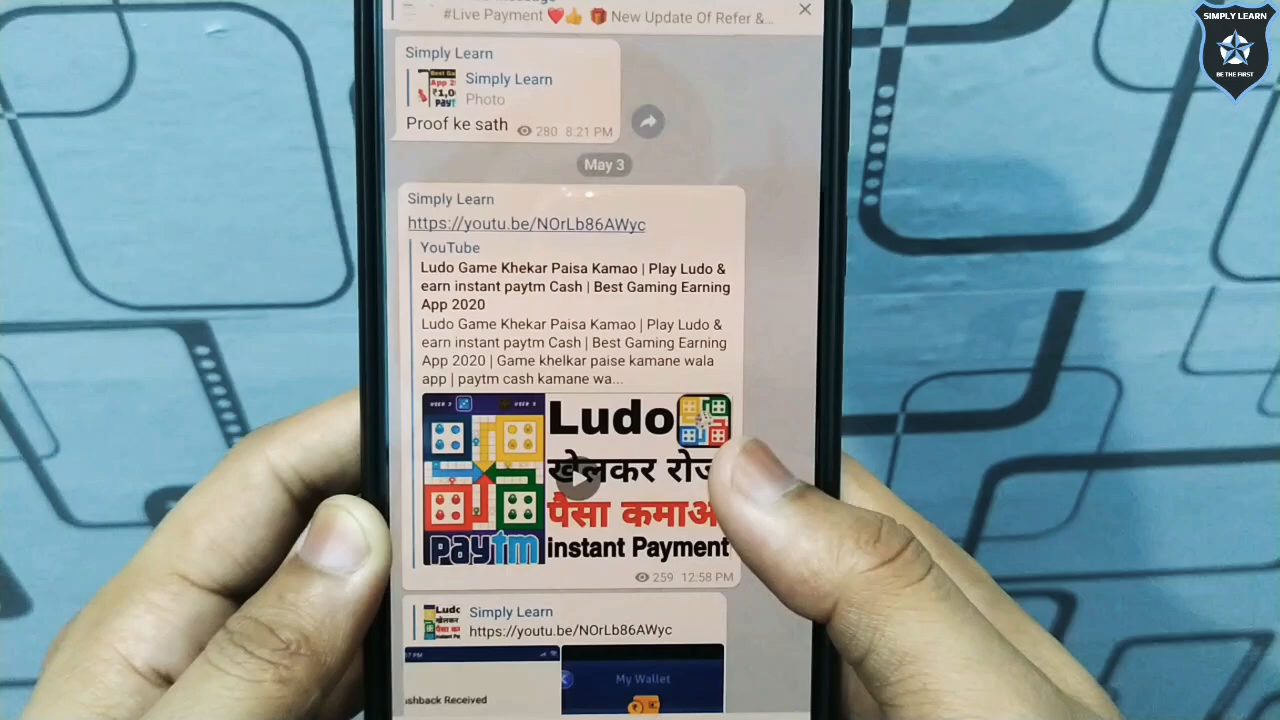 #Live Payment ❤️👍 🎁 New Update Of Refer &...
SIMPLY LEARN
BE THE FIRST
Simply Learn
Simply Learn
Photo
Proof ke sath 280 8:21 PM
May 3
Simply Learn
https://youtu.be/NOrLb86AWyc
YouTube
Ludo Game Khekar Paisa Kamao | Play Ludo &
earn instant paytm Cash | Best Gaming Earning
App 2020
Ludo Game Khekar Paisa Kamao | Play Ludo &
earn instant paytm Cash | Best Gaming Earning
App 2020 | Game khelkar paise kamane wala
app | paytm cash kamane wa...
Ludo
खेलकर रोज
पैसा कमाओ
paytm instant Payment
259 12:58 PM
Simply Learn
https://youtu.be/NOrLb86AWyc
My Wallet
shback Received